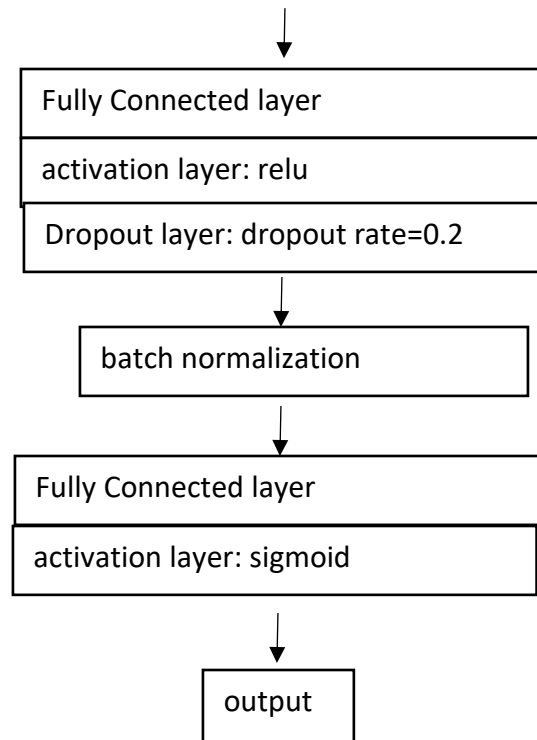 Fully Connected layer
activation layer: relu
Dropout layer: dropout rate=0.2
batch normalization
Fully Connected layer
activation layer: sigmoid
output